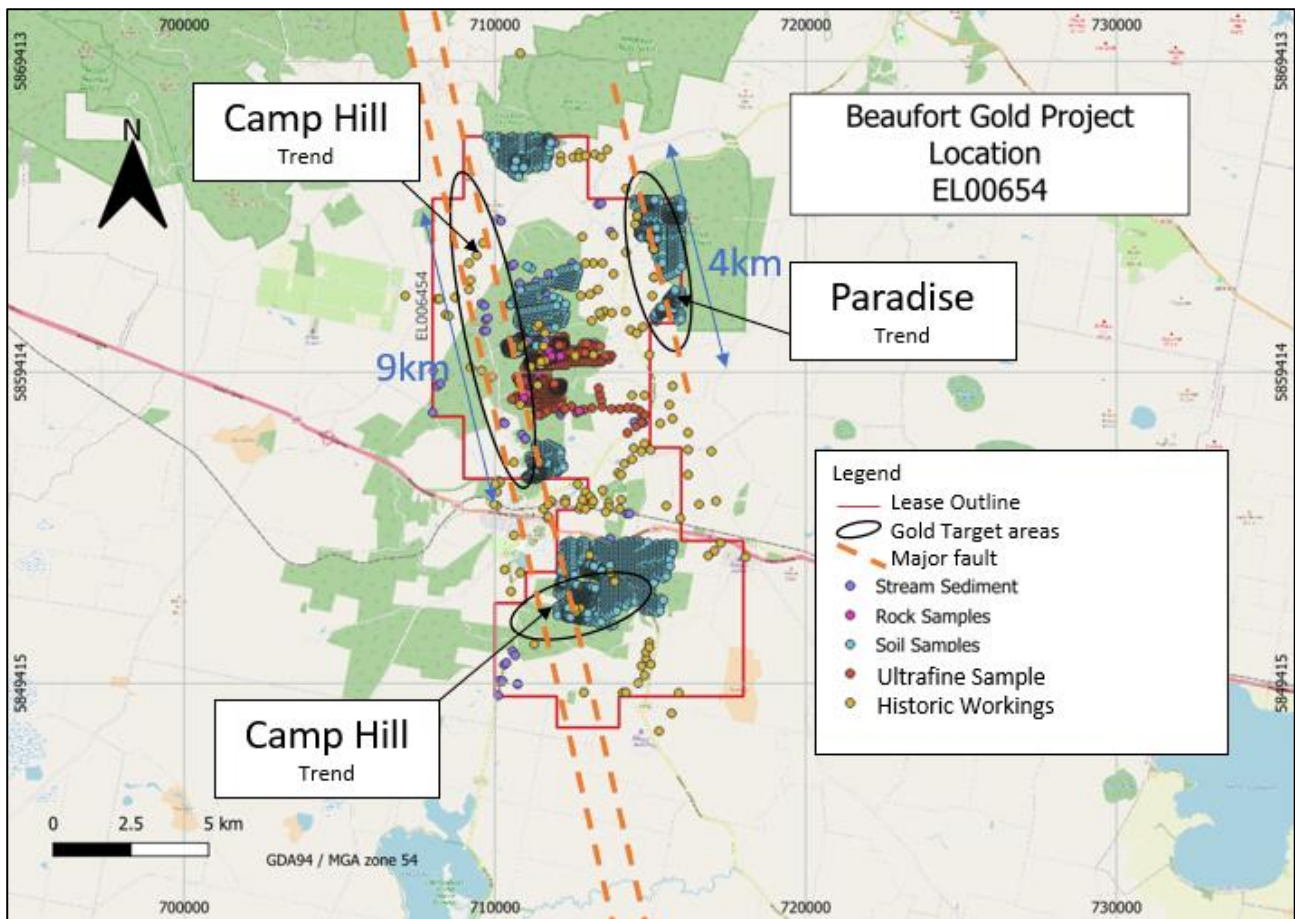 700000
710000
720000
730000
5869413
5869413
Camp Hill
Trend
N
Beaufort Gold Project
Location
EL00654
4km
Paradise
Trend
EL006454
9km
5859414
5859414
Legend
Lease Outline
Gold Target areas
Major fault
Stream Sediment
Rock Samples
Soil Samples
Ultrafine Sample
Historic Workings
5849415
5849415
Camp Hill
Trend
0
2.5
5 km
GDA94 / MGA zone 54
700000
710000
720000
730000